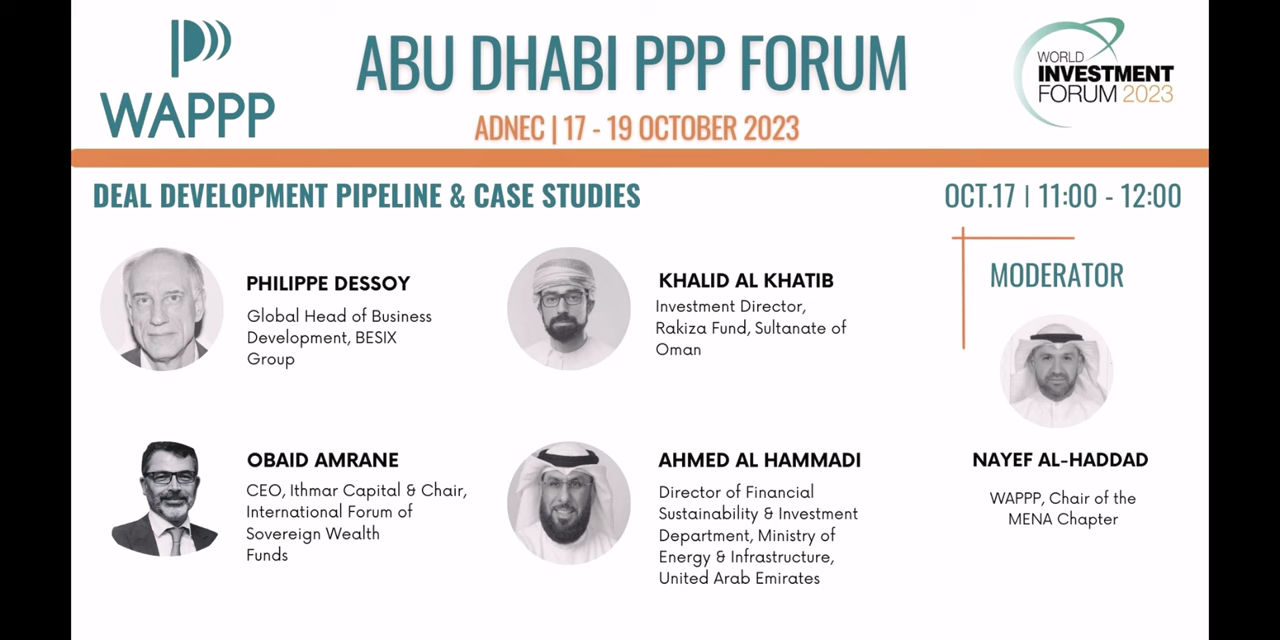 WAPPP
ABU DHABI PPP FORUM
ADNEC | 17 - 19 OCTOBER 2023
WORLD
INVESTMENT
FORUM 2023
DEAL DEVELOPMENT PIPELINE & CASE STUDIES
OCT.17 | 11:00 - 12:00
PHILIPPE DESSOY
Global Head of Business
Development, BESIX
Group
KHALID AL KHATIB
Investment Director,
Rakiza Fund, Sultanate of
Oman
MODERATOR
OBAID AMRANE
CEO, Ithmar Capital & Chair,
International Forum of
Sovereign Wealth
Funds
AHMED AL HAMMADI
Director of Financial
Sustainability & Investment
Department, Ministry of
Energy & Infrastructure,
United Arab Emirates
NAYEF AL-HADDAD
WAPPP, Chair of the
MENA Chapter